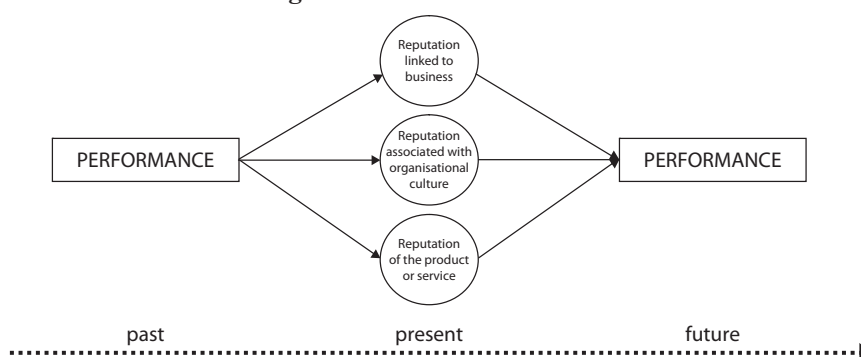 Reputation
linked to
business
PERFORMANCE
Reputation
associated with
organisational
culture
PERFORMANCE
Reputation
of the product
or service
past
present
future